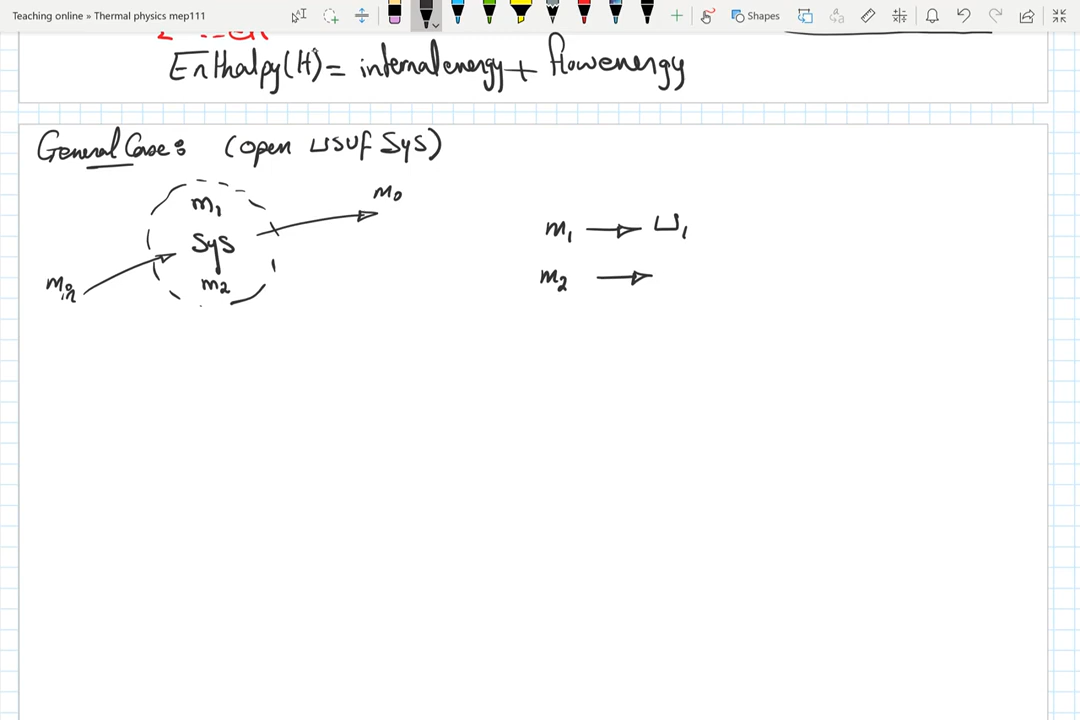 Teaching online » Thermal physics mep111
Shapes
Enthalpy(H) = internal energy + flow energy
General Case: (open USUF Sys)
m₁
mₒ
Sys
m₁ → U₁
m₂
mᵢₙ
m₂ →